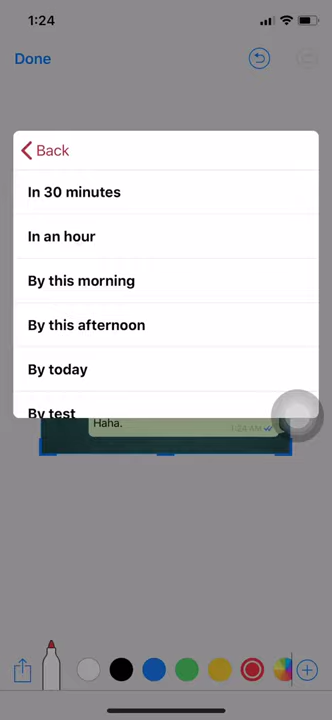 1:24
Done
Back
In 30 minutes
In an hour
By this morning
By this afternoon
By today
By test
Haha.
1:24 AM